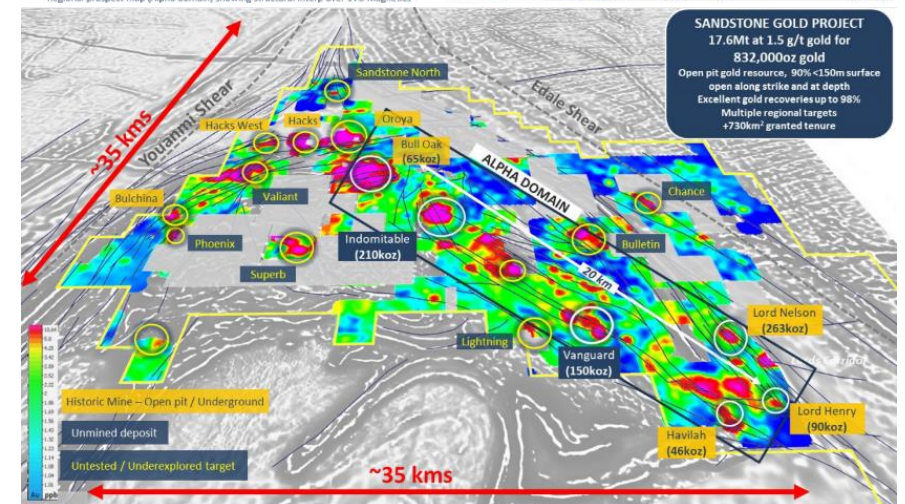 SANDSTONE GOLD PROJECT
17.6Mt at 1.5 g/t gold for
832,000oz gold
Open pit gold resource, 90% <150m surface
open along strike and at depth
Excellent gold recoveries up to 98%
Multiple regional targets
+730km² granted tenure
~35 kms
Youanmi Shear
Edale Shear
Sandstone North
Hacks West
Hacks
Oroya
Bull Oak
(65koz)
ALPHA DOMAIN
Valiant
Chance
Bulchina
Phoenix
Indomitable
(210koz)
Bulletin
Superb
20 km
Lord Nelson
(263koz)
Lightning
Vanguard
(150koz)
Lord Henry
(90koz)
Havilah
(46koz)
Historic Mine – Open pit / Underground
Unmined deposit
Untested / Underexplored target
Au ppb
~35 kms